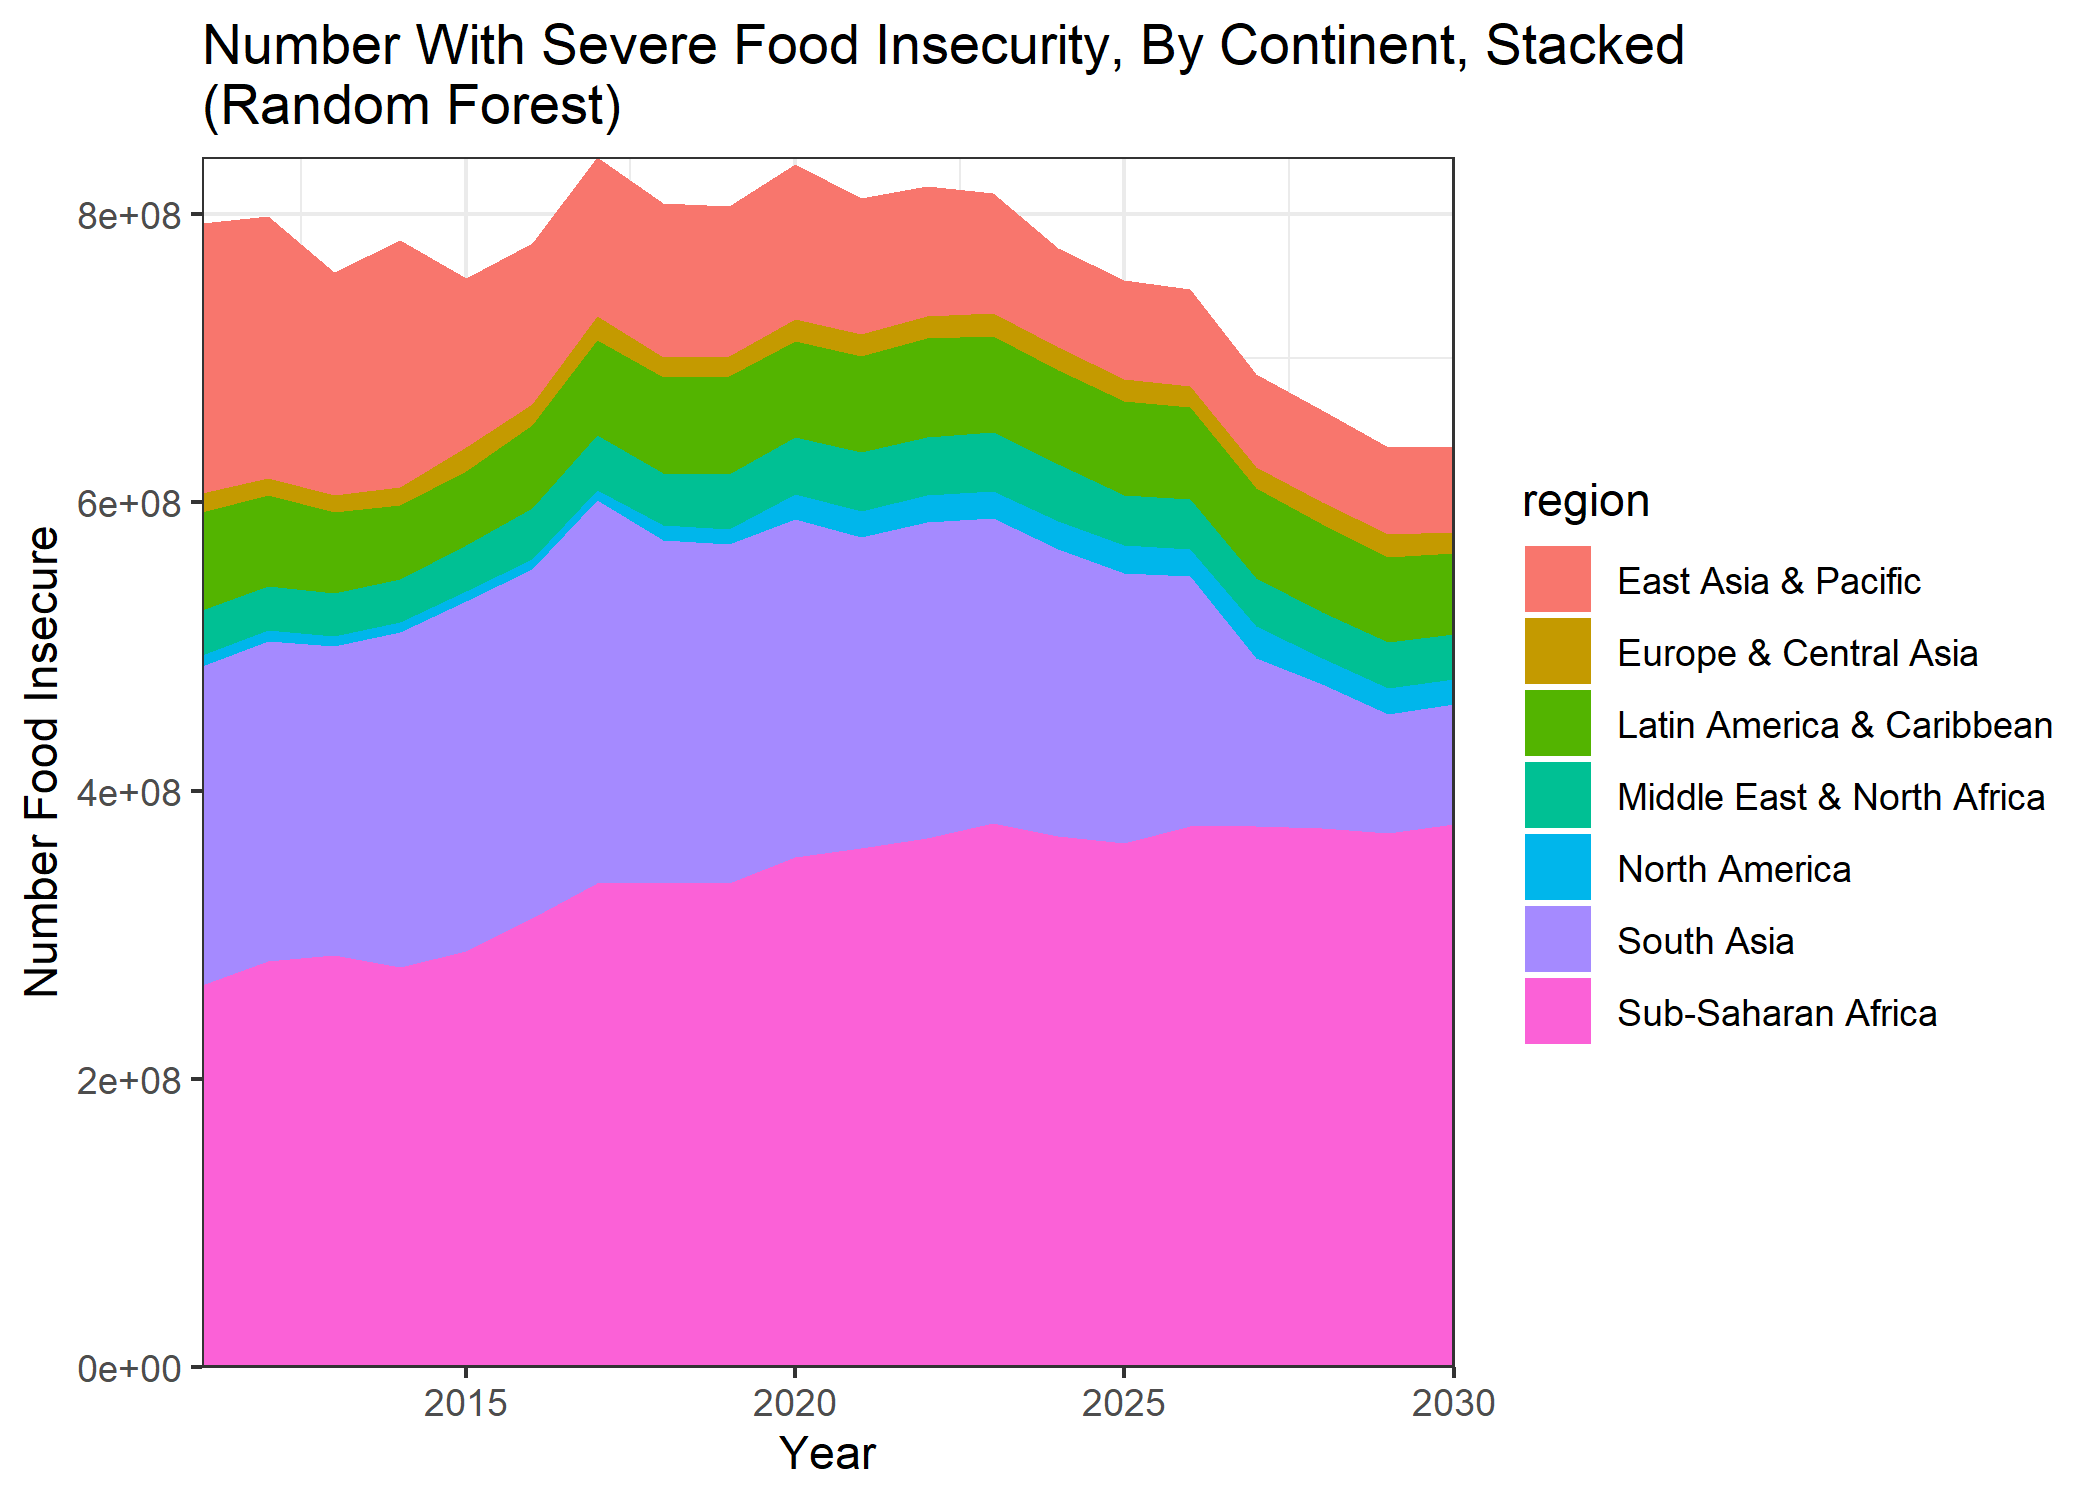 Number With Severe Food Insecurity, By Continent, Stacked
(Random Forest)
8e+08
6e+08
4e+08
2e+08
0e+00
Number Food Insecure
2015
2020
2025
2030
Year
region
East Asia & Pacific
Europe & Central Asia
Latin America & Caribbean
Middle East & North Africa
North America
South Asia
Sub-Saharan Africa